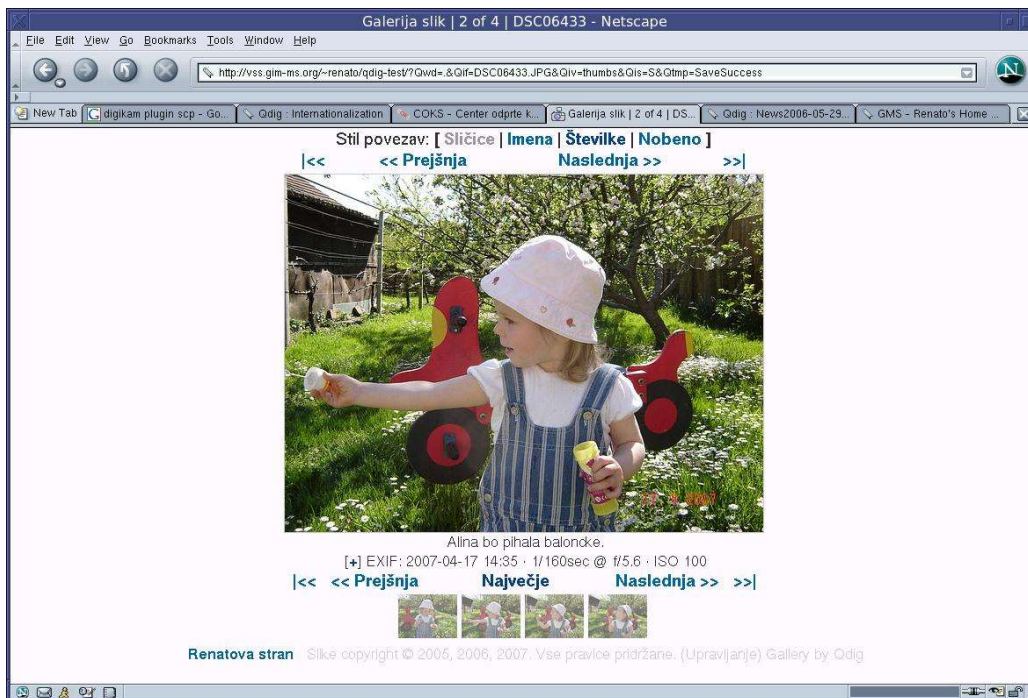 Galerija slik | 2 of 4 | DSC06433 - Netscape
File Edit View Go Bookmarks Tools Window Help
http://vss.gim-ms.org/~renato/qdig-test/?Qwd=.&Qif=DSC06433.JPG&Qiv=thumbs&Qis=S&Qtmp=SaveSuccess
New Tab digikam plugin scp - Go... Qdig : Internationalization COKS - Center odprte k... Galerija slik | 2 of 4 | DS... Qdig : News2006-05-29... GMS - Renato's Home ...
Stil povezav: [ Sličice | Imena | Številke | Nobeno ]
|<< << Prejšnja Naslednja >> >>|
Alina bo pihala baloncke.
[+] EXIF: 2007-04-17 14:35 · 1/160sec @ f/5.6 · ISO 100
|<< << Prejšnja Največje Naslednja >> >>|
Renatova stran Slike copyright © 2005, 2006, 2007. Vse pravice pridržane. (Upravljanje) Gallery by Qdig